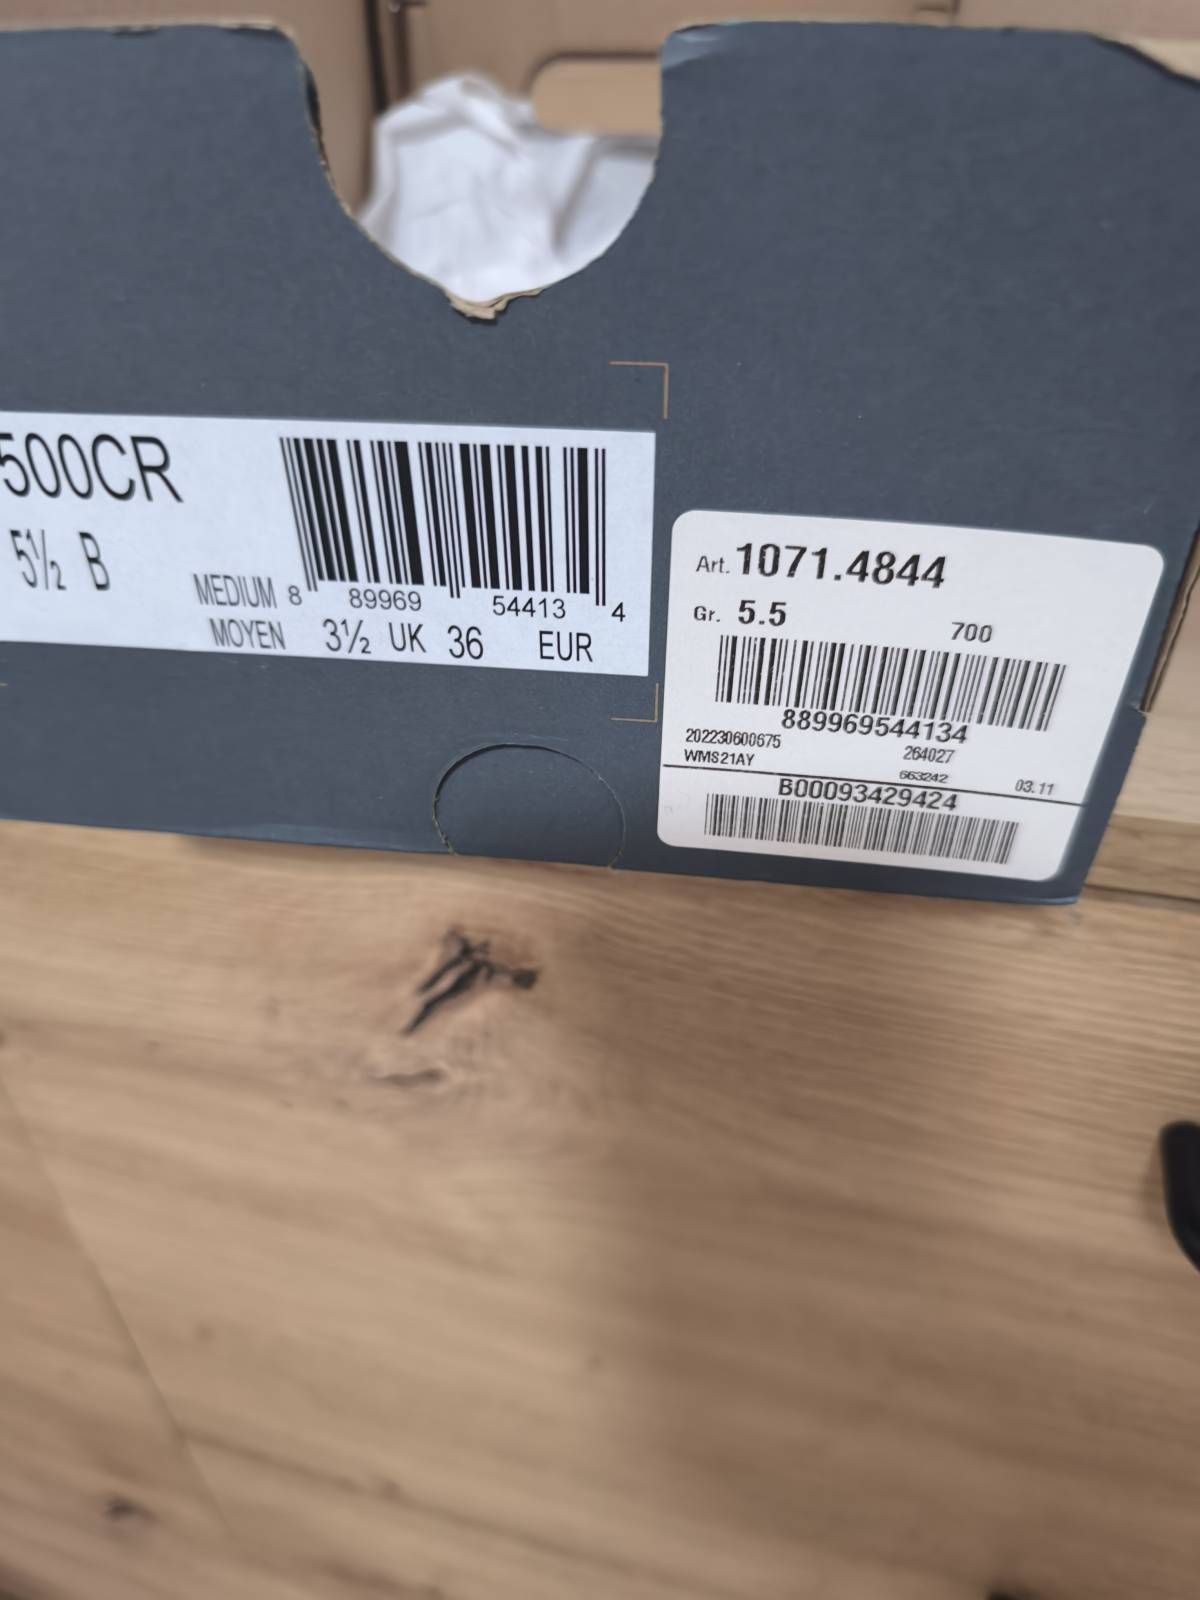 500CR
5½ B
MEDIUM
MOYEN
8 89969 54413 4
3½ UK 36 EUR
Art. 1071.4844
Gr. 5.5
700
889969544134
202230600675 264027
WMS21AY
663242 03.11
B00093429424